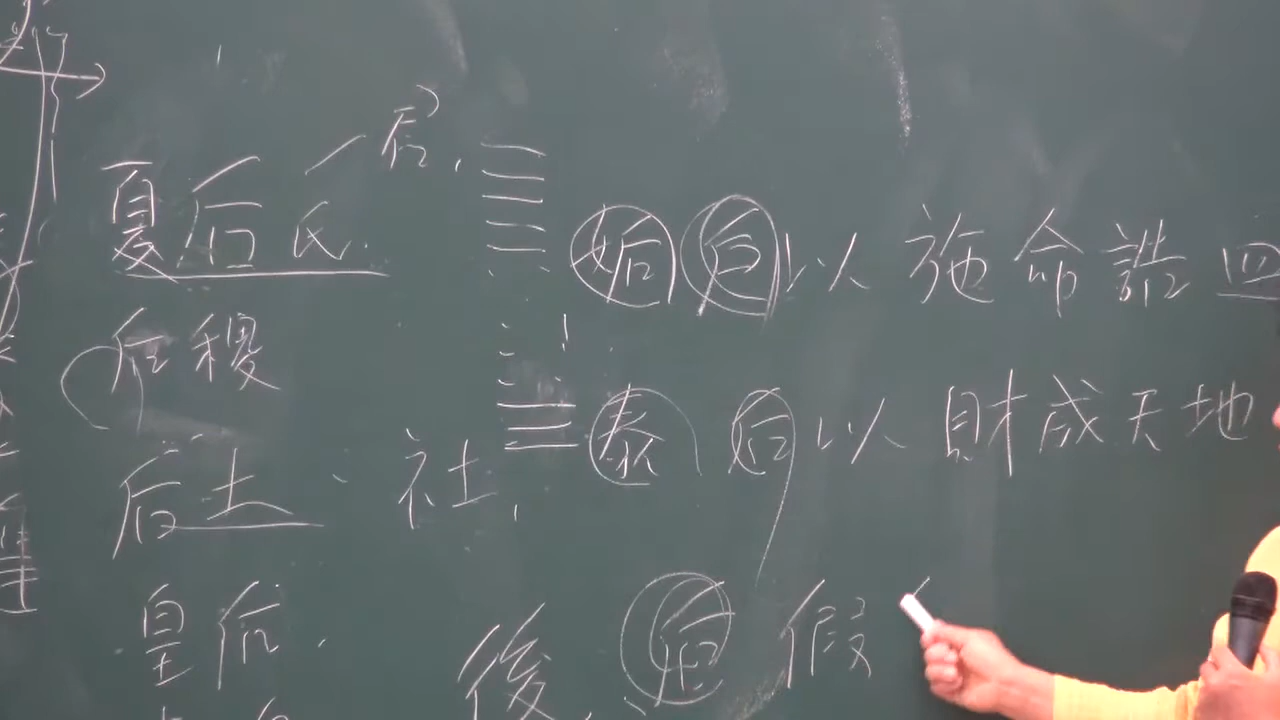 夏后氏
后
后稷
后土
社
皇后
姤后以施命誥四
泰后以財成天地
後后假